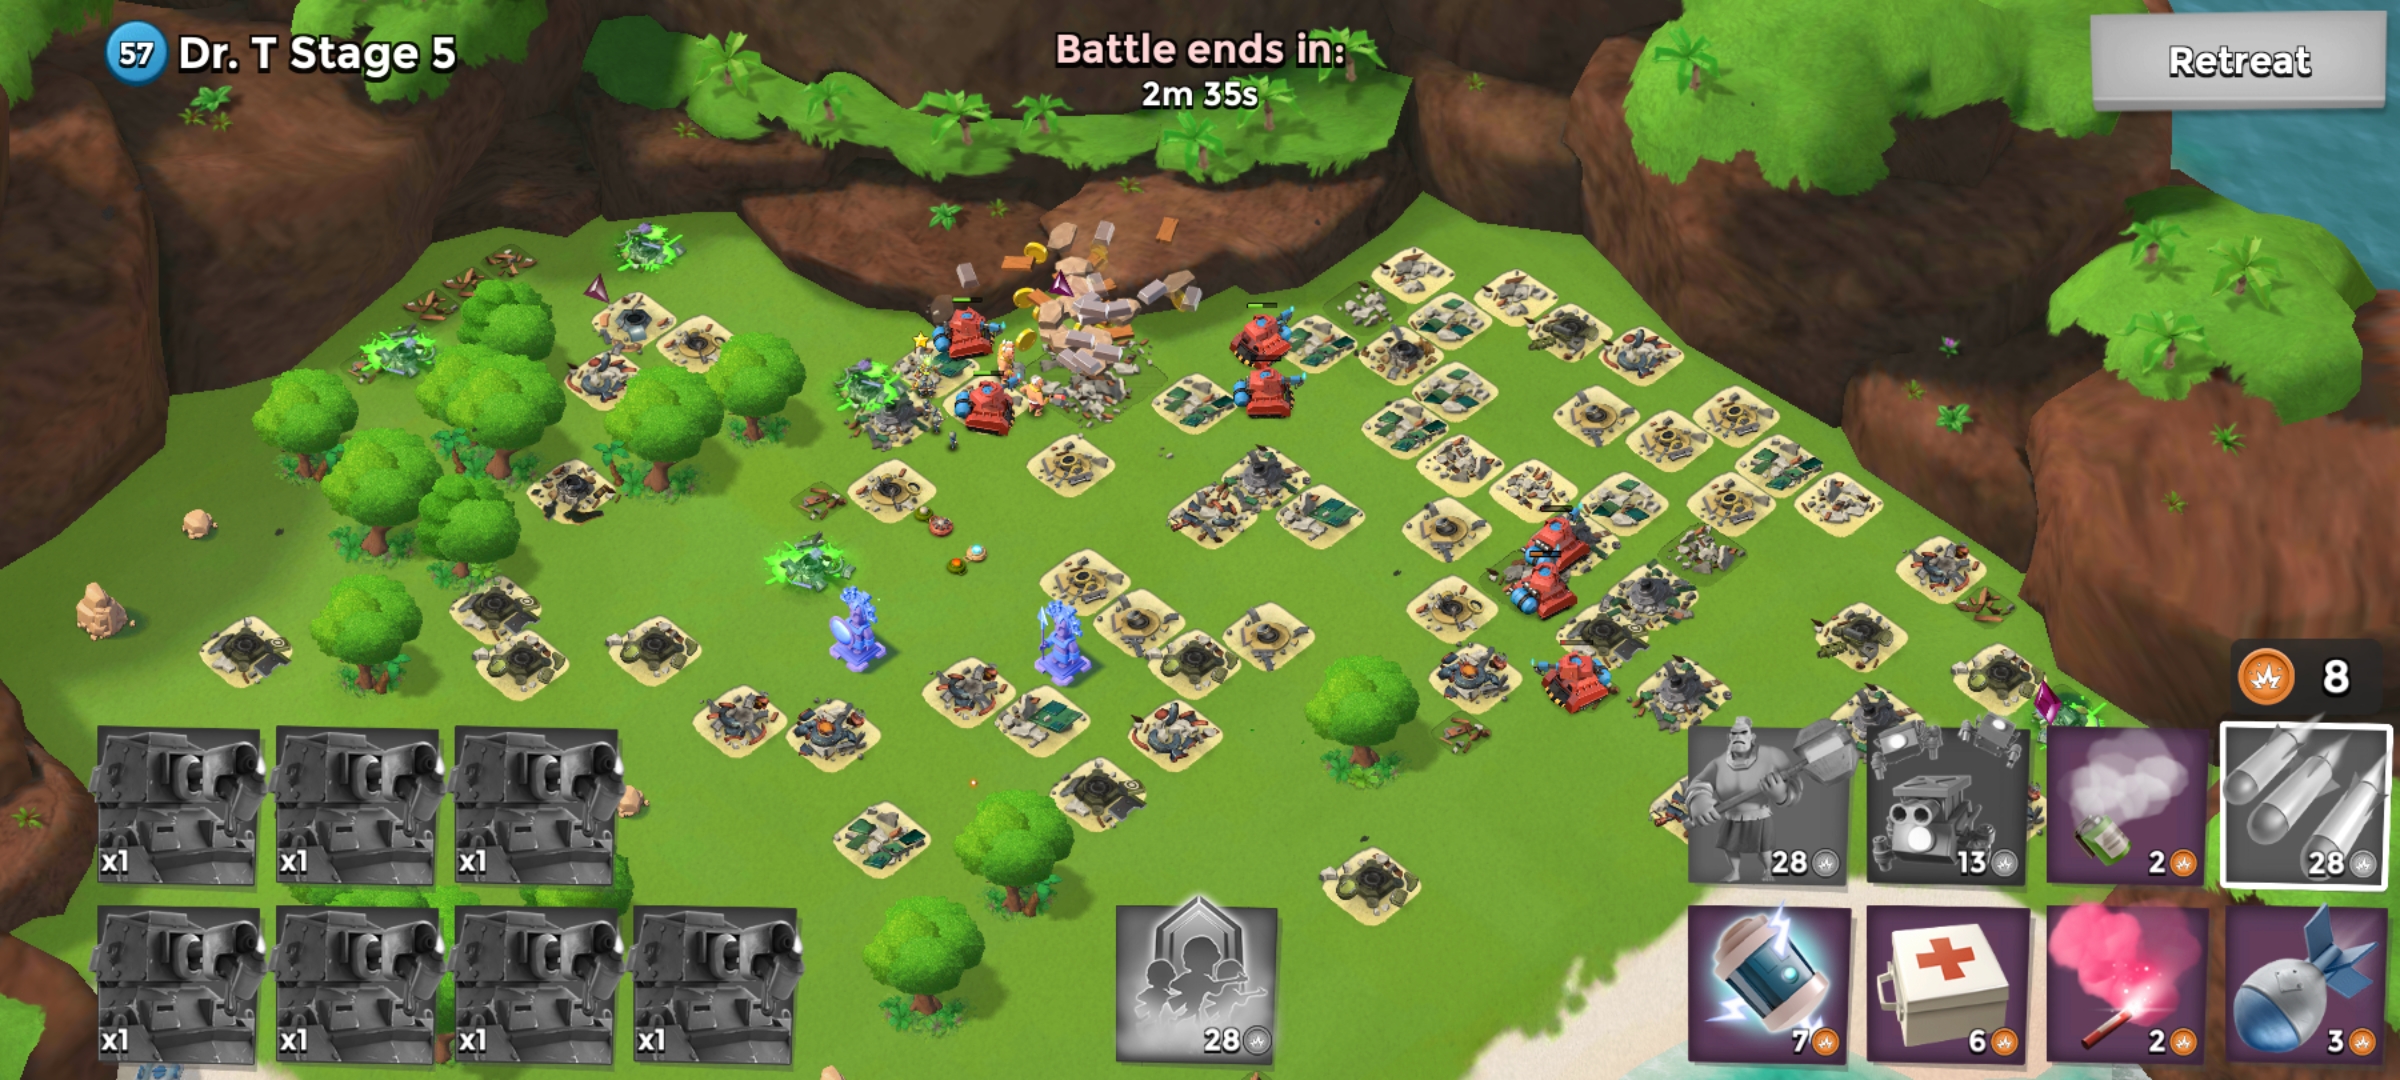 57 Dr. T Stage 5
Battle ends in:
2m 35s
Retreat
8
x1 x1 x1
28 13 2 28
x1 x1 x1 x1
28
7 6 2 3